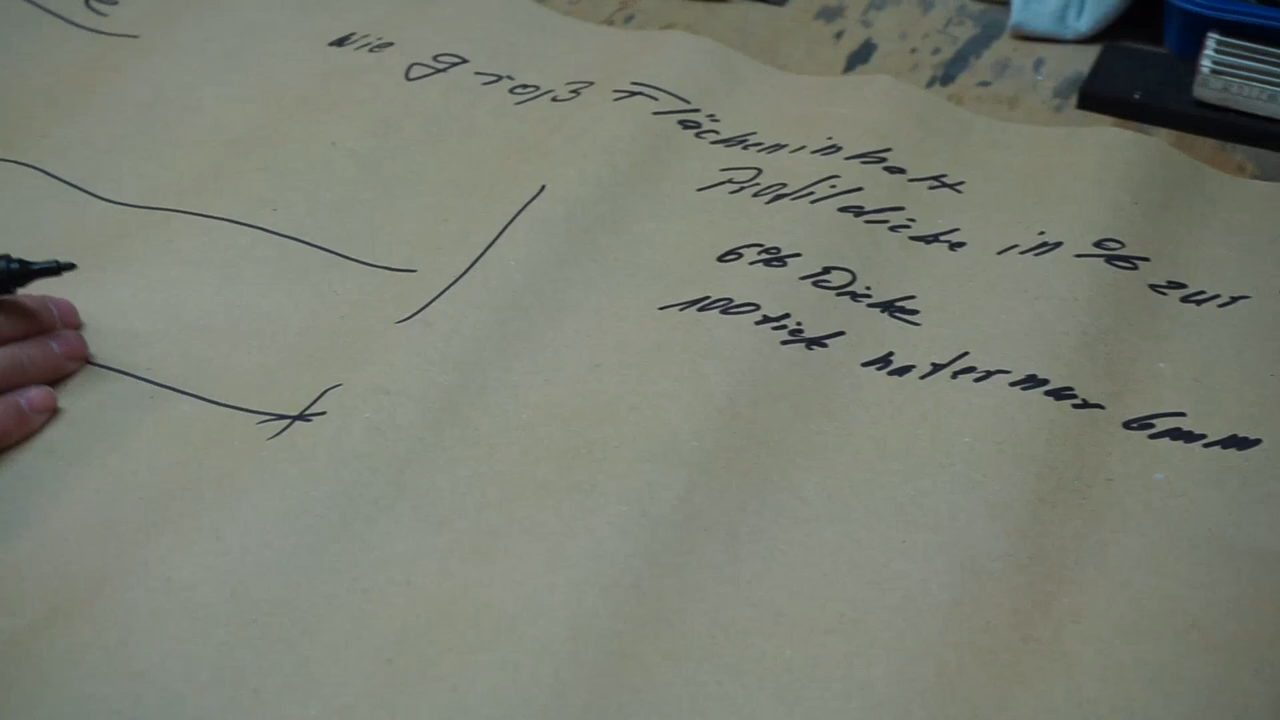 Wie groß Flächeninhalt
Profildicke in % zur
6% Dicke
100 tief hat er nur 6mm